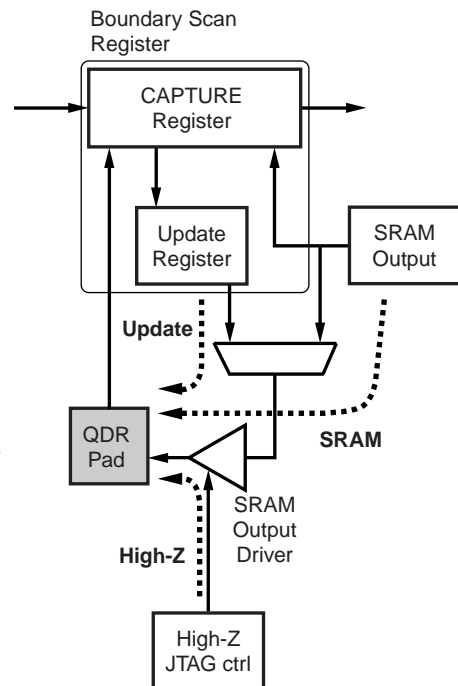 Boundary Scan
Register
CAPTURE
Register
Update
Register
SRAM
Output
Update
SRAM
QDR
Pad
SRAM
Output
Driver
High-Z
High-Z
JTAG ctrl